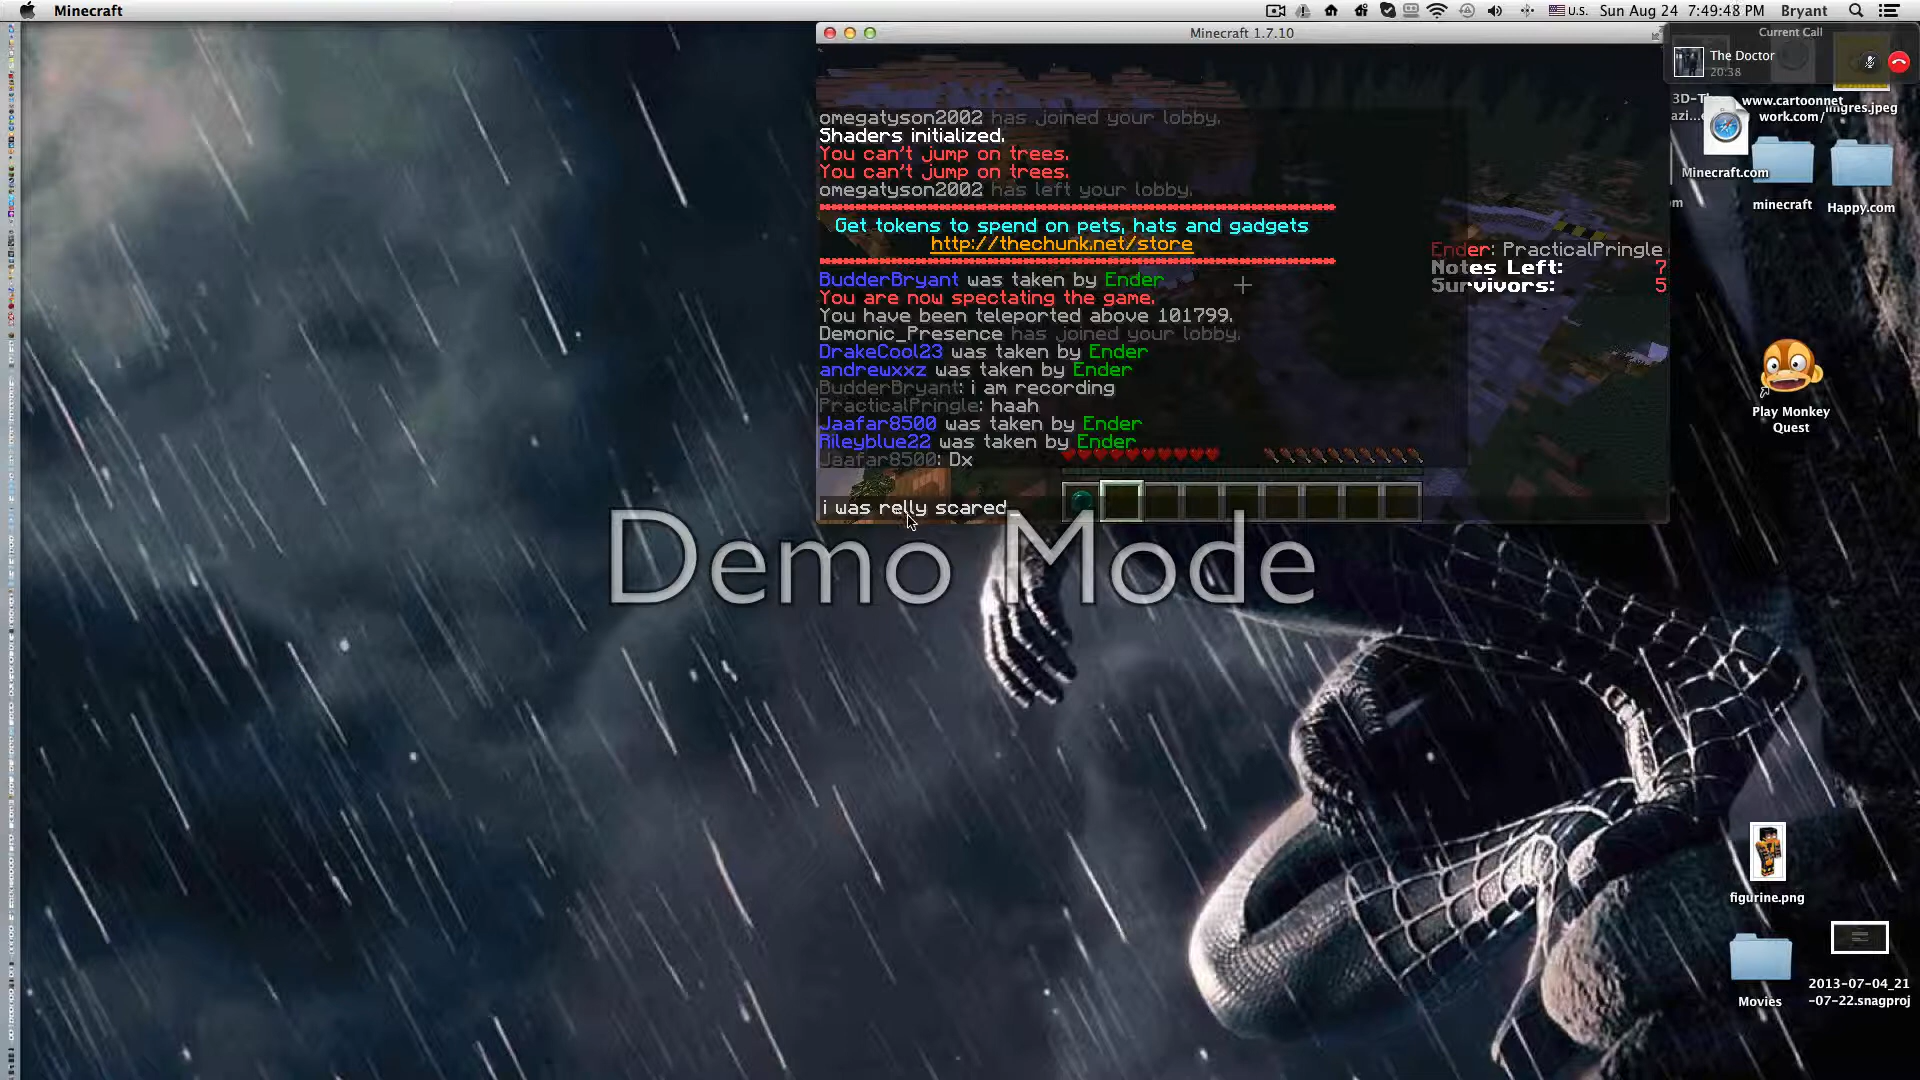 Minecraft
U.S.
Sun Aug 24 7:49:48 PM
Bryant
Minecraft 1.7.10
Current Call
The Doctor
20:38
omegatyson2002 has joined your lobby.
Shaders initialized.
You can't jump on trees.
You can't jump on trees.
omegatyson2002 has left your lobby.
Get tokens to spend on pets, hats and gadgets
http://thechunk.net/store
BudderBryant was taken by Ender
You are now spectating the game.
You have been teleported above 101799.
Demonic_Presence has joined your lobby.
DrakeCool23 was taken by Ender
andrewxxz was taken by Ender
BudderBryant: i am recording
PracticalPringle: haah
Jaafar8500 was taken by Ender
Rileyblue22 was taken by Ender
Jaafar8500: Dx
i was relly scared_
Ender: PracticalPringle
Notes Left: 7
Survivors: 5
Demo Mode
www.cartoonnet
work.com/
Minecraft.com
minecraft
Happy.com
Play Monkey
Quest
figurine.png
Movies
2013-07-04_21
-07-22.snagproj